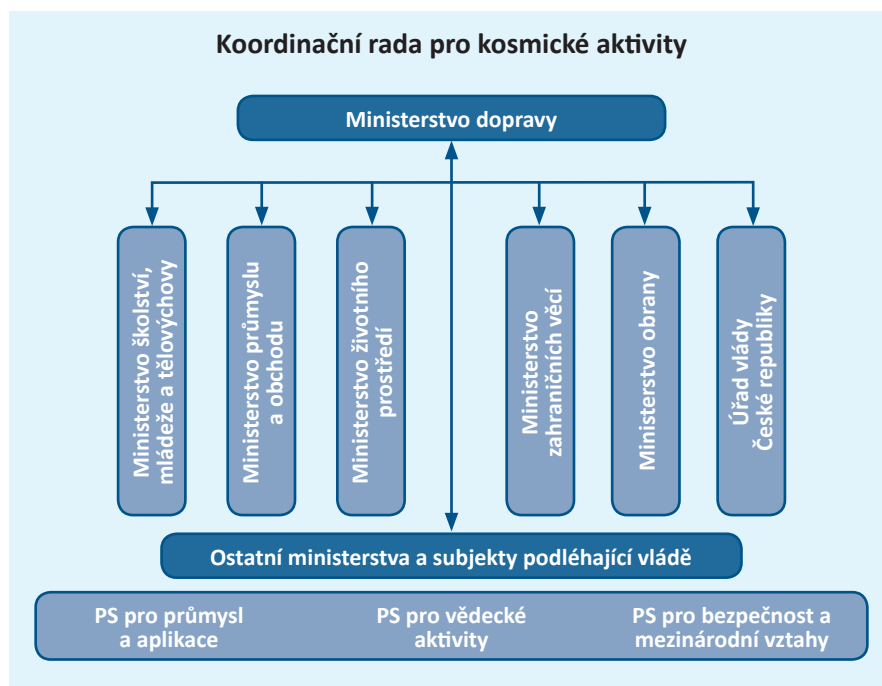 Koordinační rada pro kosmické aktivity
Ministerstvo dopravy
Ministerstvo školství,
mládeže a tělovýchovy
Ministerstvo průmyslu
a obchodu
Ministerstvo životního
prostředí
Ministerstvo
zahraničních věcí
Ministerstvo obrany
Úřad vlády
České republiky
Ostatní ministerstva a subjekty podléhající vládě
PS pro průmysl
a aplikace
PS pro vědecké
aktivity
PS pro bezpečnost a
mezinárodní vztahy